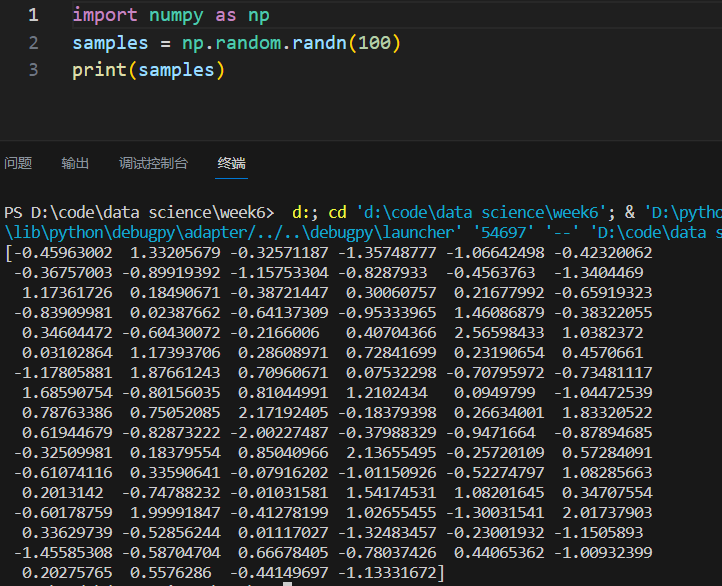 1 import numpy as np
2 samples = np.random.randn(100)
3 print(samples)
问题 输出 调试控制台 终端
PS D:\code\data science\week6>  d:; cd 'd:\code\data science\week6'; & 'D:\pytho
\lib\python\debugpy\adapter/../..\debugpy\launcher' '54697' '--' 'D:\code\data s
[-0.45963002  1.33205679 -0.32571187 -1.35748777 -1.06642498 -0.42320062
 -0.36757003 -0.89919392 -1.15753304 -0.8287933  -0.4563763  -1.3404469
  1.17361726  0.18490671 -0.38721447  0.30060757  0.21677992 -0.65919323
 -0.83909981  0.02387662 -0.64137309 -0.95333965  1.46086879 -0.38322055
  0.34604472 -0.60430072 -0.2166006   0.40704366  2.56598433  1.0382372
  0.03102864  1.17393706  0.28608971  0.72841699  0.23190654  0.4570661
 -1.17805881  1.87661243  0.70960671  0.07532298 -0.70795972 -0.73481117
  1.68590754 -0.80156035  0.81044991  1.2102434   0.0949799  -1.04472539
  0.78763386  0.75052085  2.17192405 -0.18379398  0.26634001  1.83320522
  0.61944679 -0.82873222 -2.00227487 -0.37988329 -0.9471664  -0.87894685
 -0.32509981  0.18379554  0.85040966  2.13655495 -0.25720109  0.57284091
 -0.61074116  0.33590641 -0.07916202 -1.01150926 -0.52274797  1.08285663
  0.2013142  -0.74788232 -0.01031581  1.54174531  1.08201645  0.34707554
 -0.60178759  1.99991847 -0.41278199  1.02655455 -1.30031541  2.01737903
  0.33629739 -0.52856244  0.01117027 -1.32483457 -0.23001932 -1.1505893
 -1.45585308 -0.58704704  0.66678405 -0.78037426  0.44065362 -1.00932399
  0.20275765  0.5576286  -0.44149697 -1.13331672]